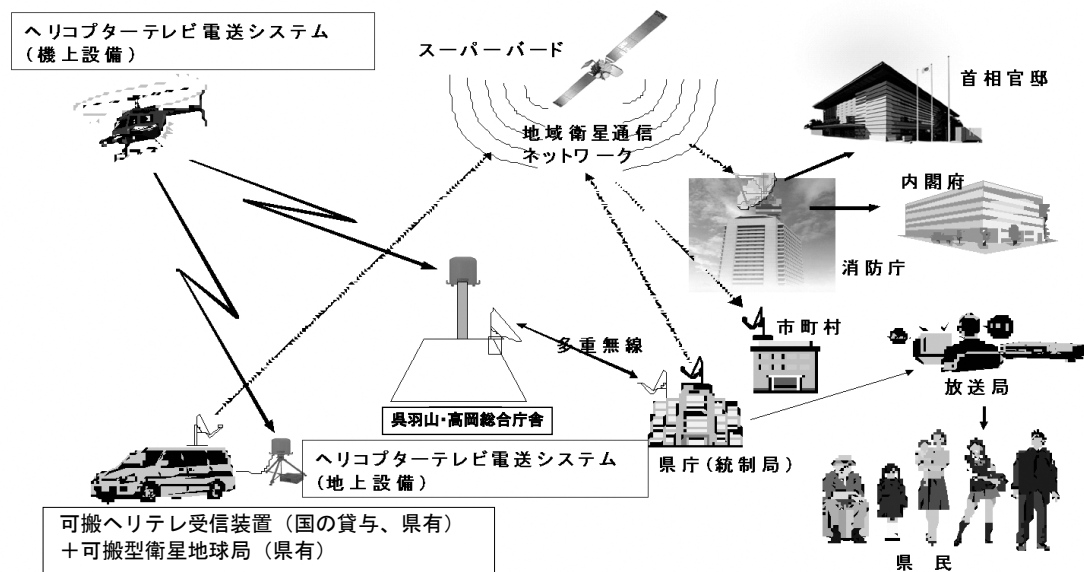 ヘリコプターテレビ電送システム
(機上設備)
スーパーバード
地域衛星通信
ネットワーク
首相官邸
内閣府
消防庁
市町村
多重無線
放送局
呉羽山・高岡総合庁舎
県庁(統制局)
ヘリコプターテレビ電送システム
(地上設備)
可搬ヘリテレ受信装置(国の貸与、県有)
＋可搬型衛星地球局(県有)
県民